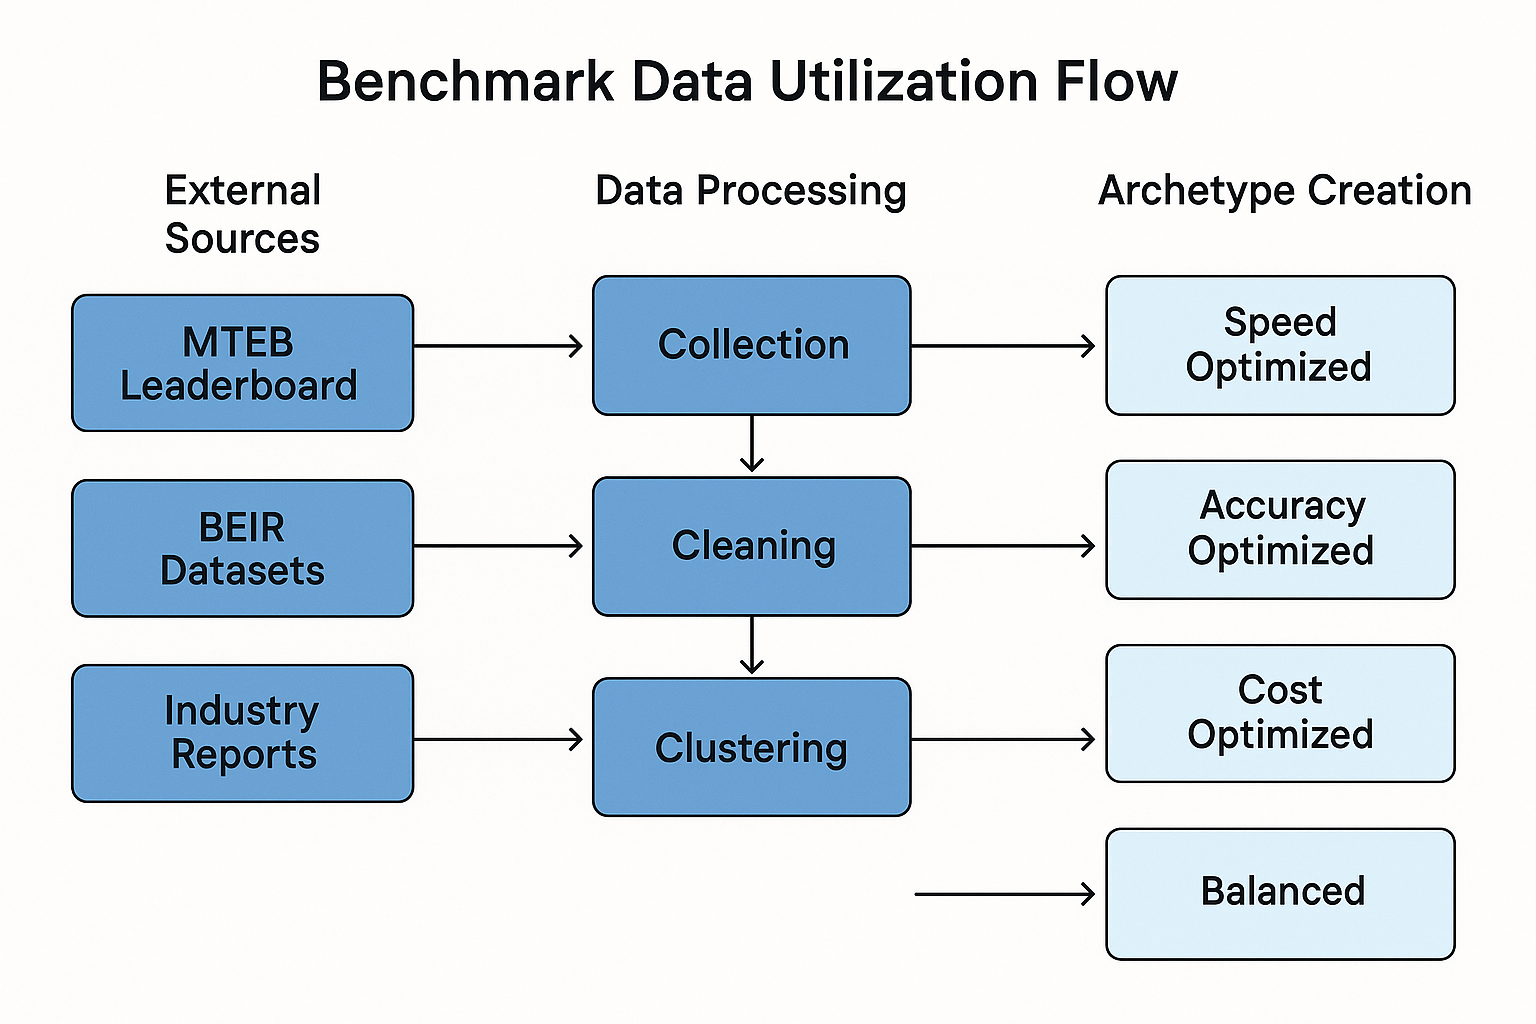 Benchmark Data Utilization Flow
External
Sources
Data Processing
Archetype Creation
MTEB
Leaderboard
Collection
Speed
Optimized
BEIR
Datasets
Cleaning
Accuracy
Optimized
Industry
Reports
Clustering
Cost
Optimized
Balanced